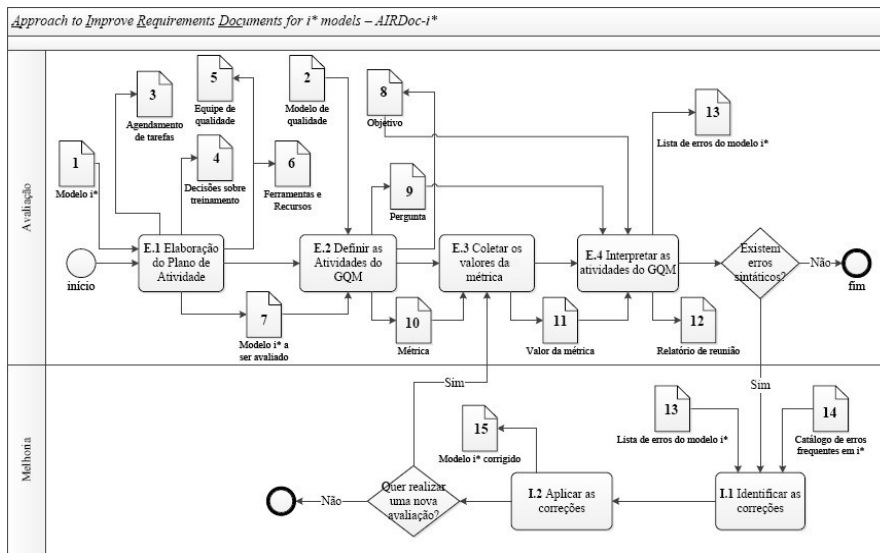 Approach to Improve Requirements Documents for i* models – AIRDoc-i*
Avaliação
1
Modelo i*
3
Agendamento
de tarefas
5
Equipe de
qualidade
4
Decisões sobre
treinamento
6
Ferramentas e
Recursos
2
Modelo de
qualidade
8
Objetivo
9
Pergunta
13
Lista de erros do modelo i*
início
E.1 Elaboração
do Plano de
Atividade
E.2 Definir as
Atividades do
GQM
E.3 Coletar os
valores da
métrica
E.4 Interpretar as
atividades do GQM
Existem
erros
sintáticos?
Não
fim
7
Modelo i* a
ser avaliado
10
Métrica
11
Valor da métrica
12
Relatório de reunião
Sim
Sim
Melhoria
13
Lista de erros do modelo i*
14
Catálogo de erros
frequentes em i*
15
Modelo i* corrigido
Não
Quer realizar
uma nova
avaliação?
I.2 Aplicar as
correções
I.1 Identificar as
correções